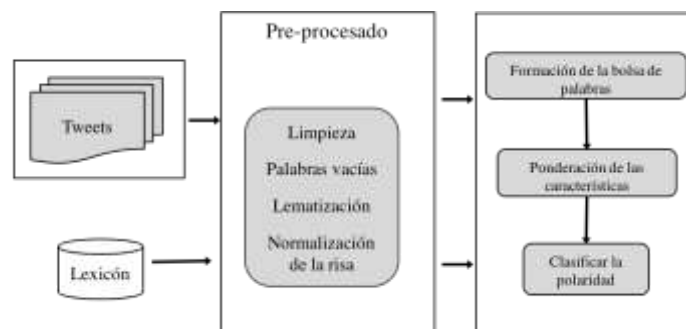 Tweets
Lexicón
Pre-procesado
Limpieza
Palabras vacías
Lematización
Normalización
de la risa
Formación de la bolsa de
palabras
Ponderación de las
características
Clasificar la
polaridad